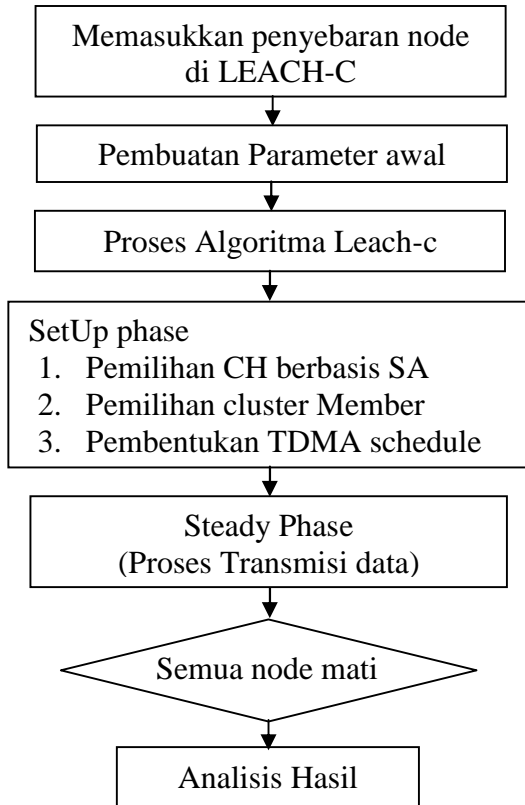 Memasukkan penyebaran node
di LEACH-C
Pembuatan Parameter awal
Proses Algoritma Leach-c
SetUp phase
1. Pemilihan CH berbasis SA
2. Pemilihan cluster Member
3. Pembentukan TDMA schedule
Steady Phase
(Proses Transmisi data)
Semua node mati
Analisis Hasil